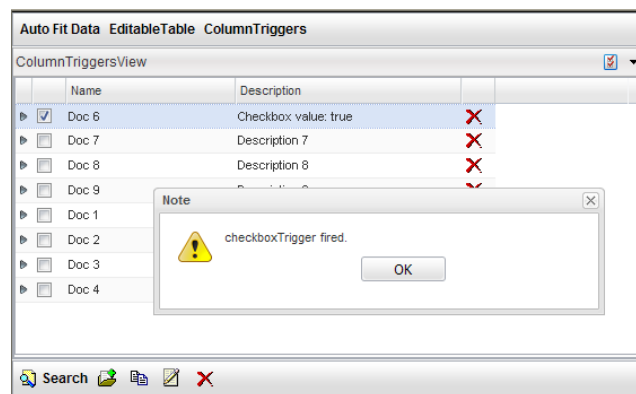 Auto Fit Data EditableTable ColumnTriggers
ColumnTriggersView
Name Description
Doc 6 Checkbox value: true
Doc 7 Description 7
Doc 8 Description 8
Doc 9
Note
Doc 1
checkboxTrigger fired.
Doc 2
OK
Doc 3
Doc 4
Search